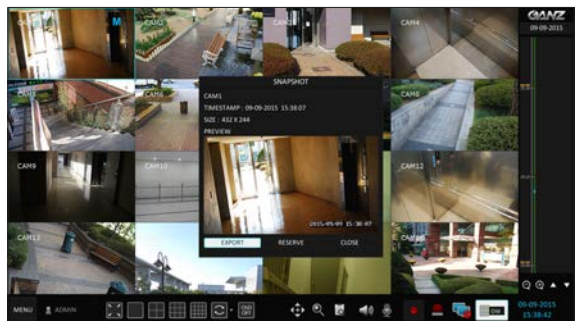 CAM1
M
CAM2
CAM3
CAM4
GANZ
09-09-2015
SNAPSHOT
CAM1
TIMESTAMP : 09-09-2015 15:38:07
SIZE : 432 X 244
PREVIEW
CAM5
CAM6
CAM8
CAM9
CAM10
CAM12
2015-09-09 15:38:07
EXPORT
RESERVE
CLOSE
CAM13
MENU
ADMIN
OSD
OFF
09-09-2015
15:38:42